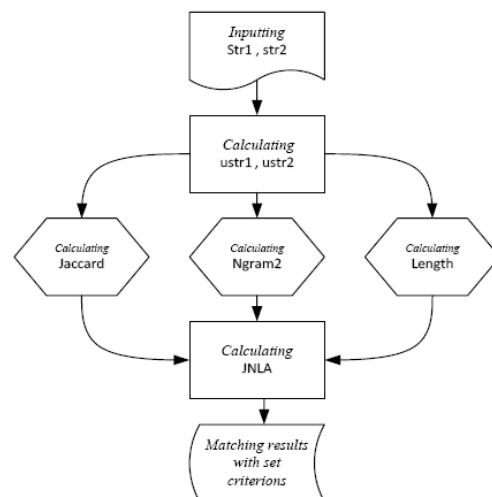 Inputting
Str1 , str2
Calculating
ustr1 , ustr2
Calculating
Jaccard
Calculating
Ngram2
Calculating
Length
Calculating
JNLA
Matching results
with set
criterions